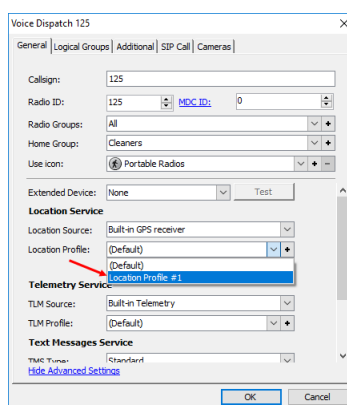 Voice Dispatch 125
General Logical Groups Additional SIP Call Cameras
Callsign: 125
Radio ID: 125 MDC ID: 0
Radio Groups: All
Home Group: Cleaners
Use icon: Portable Radios
Extended Device: None Test
Location Service
Location Source: Built-in GPS receiver
Location Profile: (Default)
(Default)
Location Profile #1
Telemetry Service
TLM Source: Built-in Telemetry
TLM Profile: (Default)
Text Messages Service
TMS Type: Standard
Hide Advanced Settings
OK Cancel